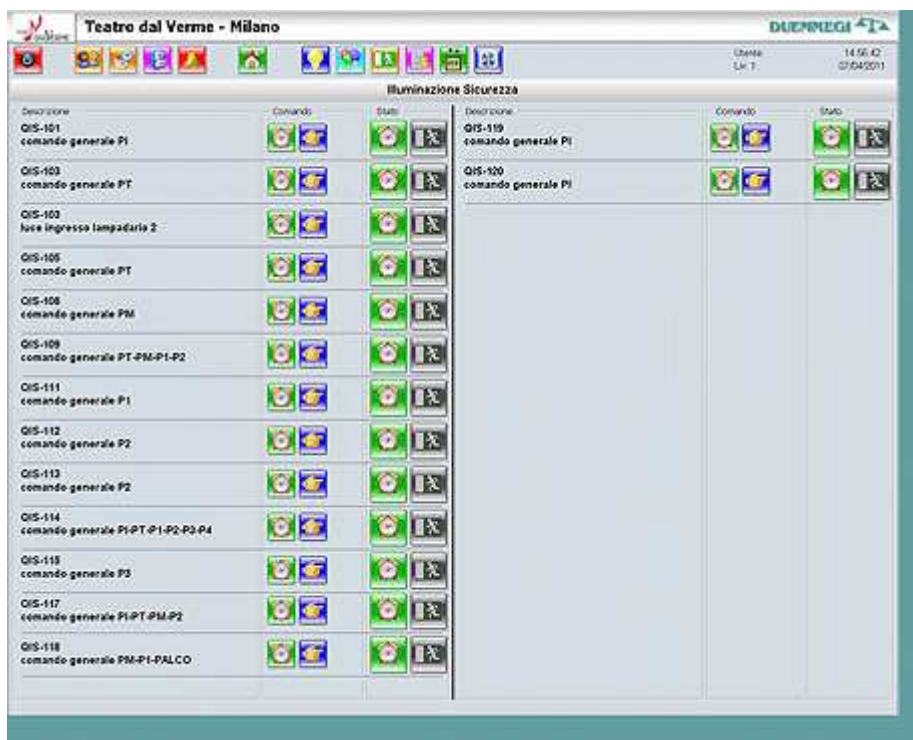 Teatro dal Verme - Milano
DUEMMEGI
Utente
14.56.42
Liv. 1
07/04/2011
Illuminazione Sicurezza
Descrizione Comando Stato
QIS-101
comando generale PI
QIS-103
comando generale PT
QIS-103
luce ingresso lampadario 2
QIS-105
comando generale PT
QIS-108
comando generale PM
QIS-109
comando generale PT-PM-P1-P2
QIS-111
comando generale P1
QIS-112
comando generale P2
QIS-113
comando generale P2
QIS-114
comando generale PI-PT-P1-P2-P3-P4
QIS-115
comando generale P3
QIS-117
comando generale PI-PT-PM-P2
QIS-118
comando generale PM-P1-PALCO
Descrizione Comando Stato
QIS-119
comando generale PI
QIS-120
comando generale PI